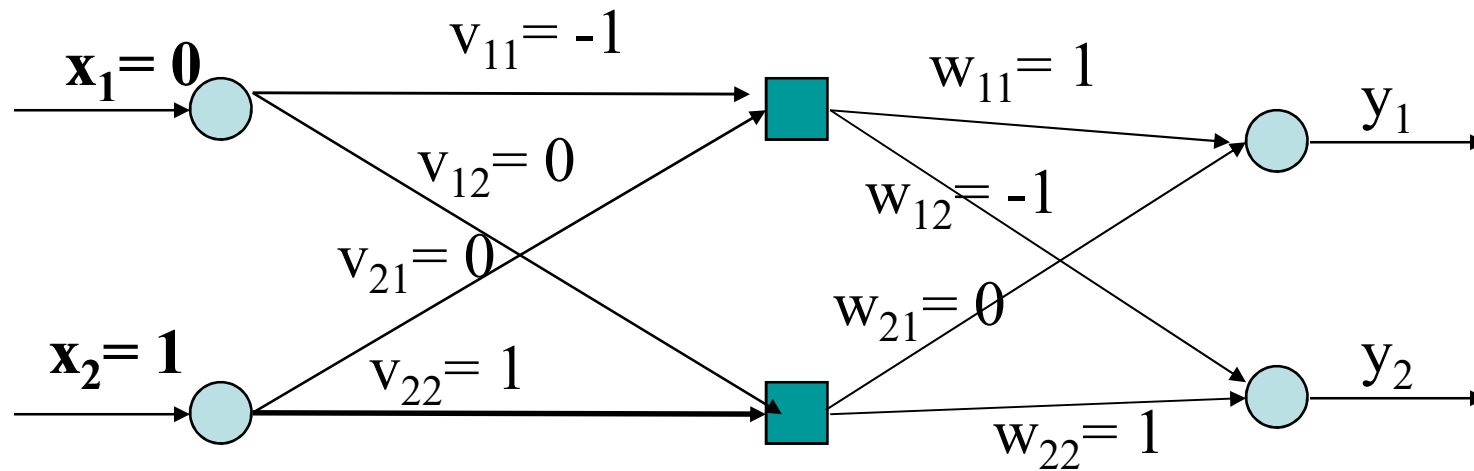 x₁= 0
v₁₁= -1
w₁₁= 1
y₁
v₁₂= 0
w₁₂= -1
v₂₁= 0
w₂₁= 0
x₂= 1
v₂₂= 1
y₂
w₂₂= 1